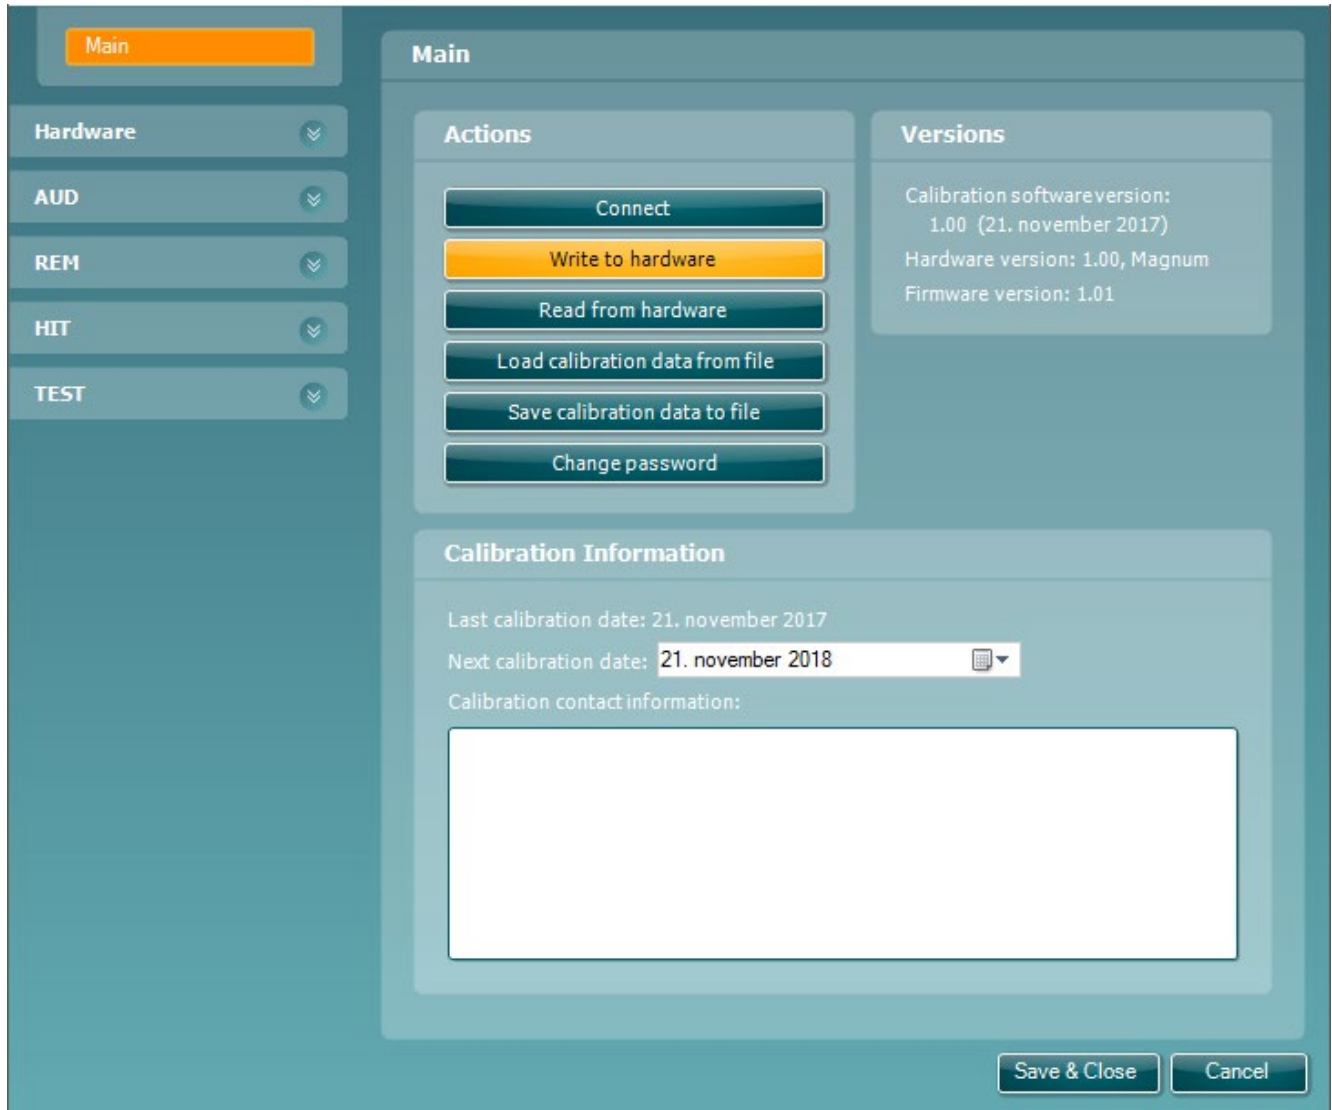 Main
Hardware
AUD
REM
HIT
TEST
Main
Actions
Connect
Write to hardware
Read from hardware
Load calibration data from file
Save calibration data to file
Change password
Versions
Calibration software version:
1.00 (21. november 2017)
Hardware version: 1.00, Magnum
Firmware version: 1.01
Calibration Information
Last calibration date: 21. november 2017
Next calibration date: 21. november 2018
Calibration contact information:
Save & Close
Cancel